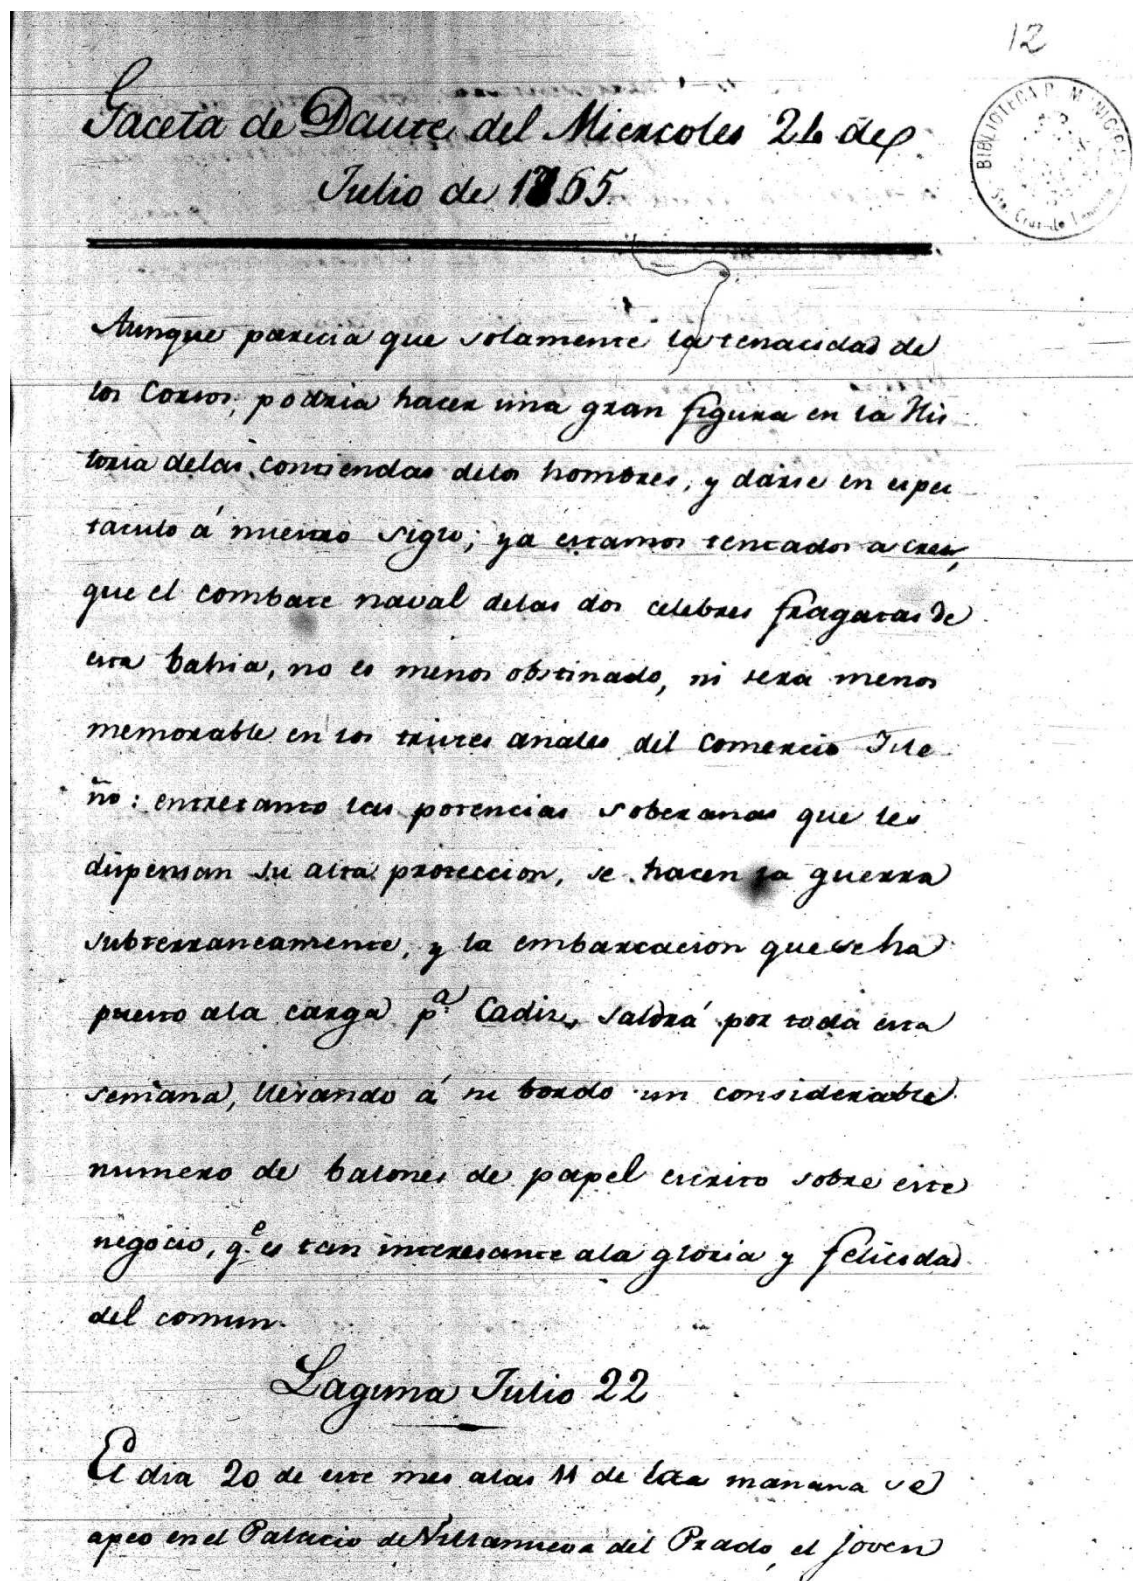 12
BIBLIOTECA P. MUNICIPAL
Sta. Cruz de Tenerife
Gaceta de Daute del Miercoles 24 de
Julio de 1765
Aunque parecia que solamente la tenacidad de
los Corsos, podria hacer una gran figura en la His
toria delas contiendas delos hombres, y darse en espec
taculo á nuestro siglo; ya estamos tentados a creer,
que el combate naval delas dos celebres fragatas de
esta bahia, no es menos obstinado, ni sera menos
memorable en los tristes anales del Comercio Isle
ño: entretanto las potencias soberanas que les
dispensan su alta proteccion, se hacen la guerra
subterraneamente, y la embarcacion que se ha
puesto ala carga pª Cadiz, saldrá por toda esta
semana, llevando á su bordo un considerable
numero de balones de papel escrito sobre este
negocio, qᵉ es tan interesante ala gloria y felicidad
del comun.
Laguna Julio 22
El dia 20 de este mes alas 11 de la mañana se
apeo en el Palacio de Villanueva del Prado, el joven